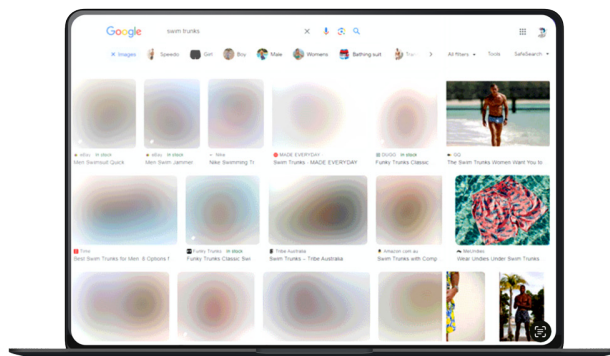 Google swim trunks
Images Speedo Girl Boy Male Womens Bathing suit All filters Tools SafeSearch
eBay In stock
Men Swimsuit Quick
eBay In stock
Men Swim Jammer
Nike
Nike Swimming Tr
MADE EVERYDAY
Swim Trunks - MADE EVERYDAY
In stock
Funky Trunks Classic
GQ
The Swim Trunks Women Want You to
Best Swim Trunks for Men: 8 Options f
Funky Trunks In stock
Funky Trunks Classic Swi
Tribe Australia
Swim Trunks – Tribe Australia
Amazon.com.au
Swim Trunks with Comp
Wear Undies Under Swim Trunks